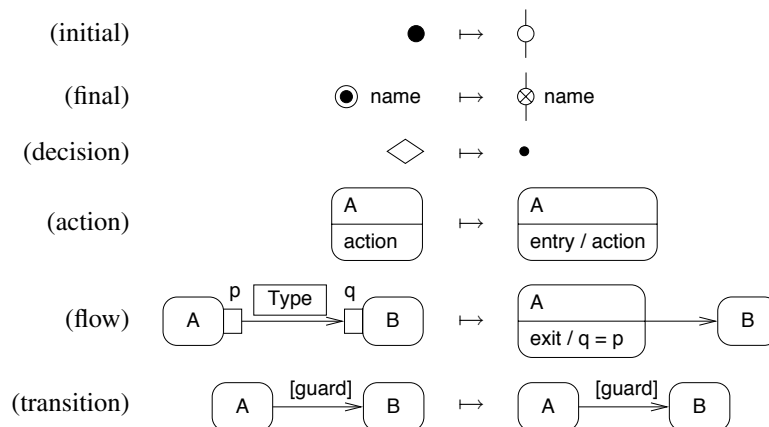 (initial) ↦
(final) name ↦ name
(decision) ↦
(action) A ↦ A
action entry / action
p Type q A
(flow) A B ↦ B
exit / q = p
(transition) A [guard] B ↦ A [guard] B